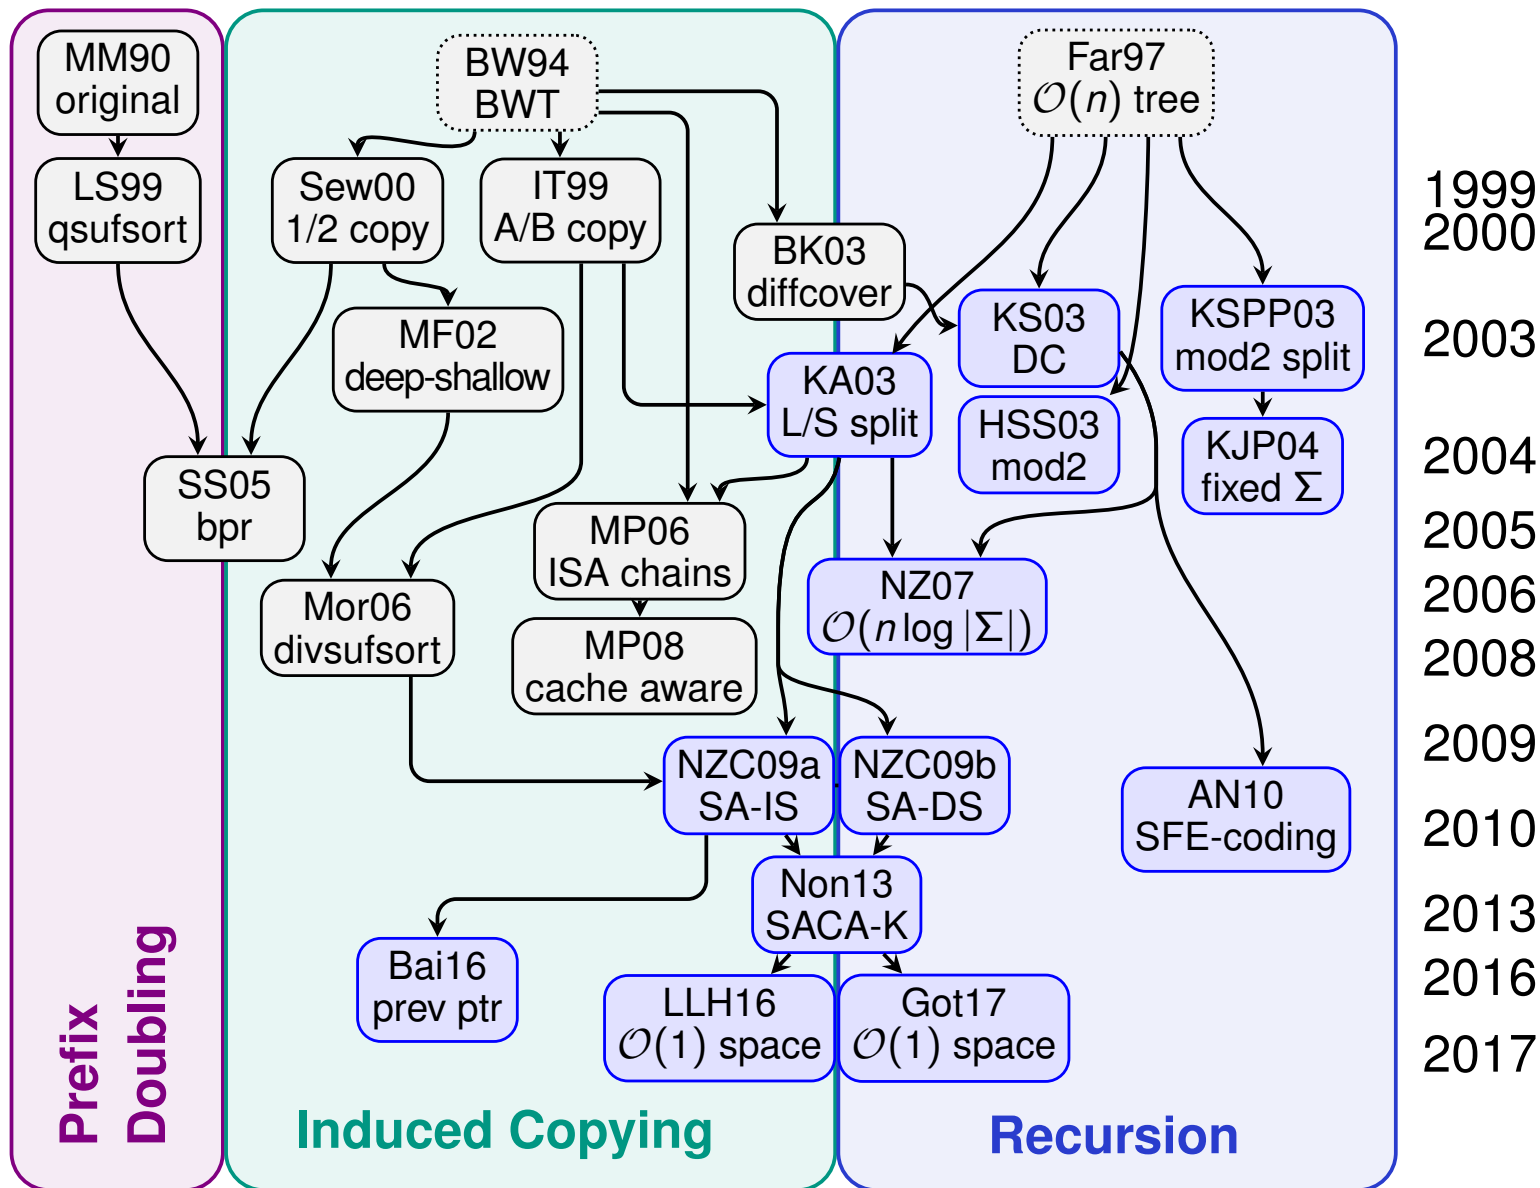 MM90
original
BW94
BWT
Far97
𝒪(n) tree
LS99
qsufsort
Sew00
1/2 copy
IT99
A/B copy
1999
2000
BK03
diffcover
KS03
DC
KSPP03
mod2 split
2003
MF02
deep-shallow
KA03
L/S split
HSS03
mod2
KJP04
fixed Σ
2004
SS05
bpr
MP06
ISA chains
2005
Mor06
divsufsort
NZ07
𝒪(n log |Σ|)
2006
MP08
cache aware
2008
NZC09a
SA-IS
NZC09b
SA-DS
2009
AN10
SFE-coding
2010
Non13
SACA-K
2013
Bai16
prev ptr
LLH16
𝒪(1) space
Got17
𝒪(1) space
2016
2017
Prefix
Doubling
Induced Copying
Recursion